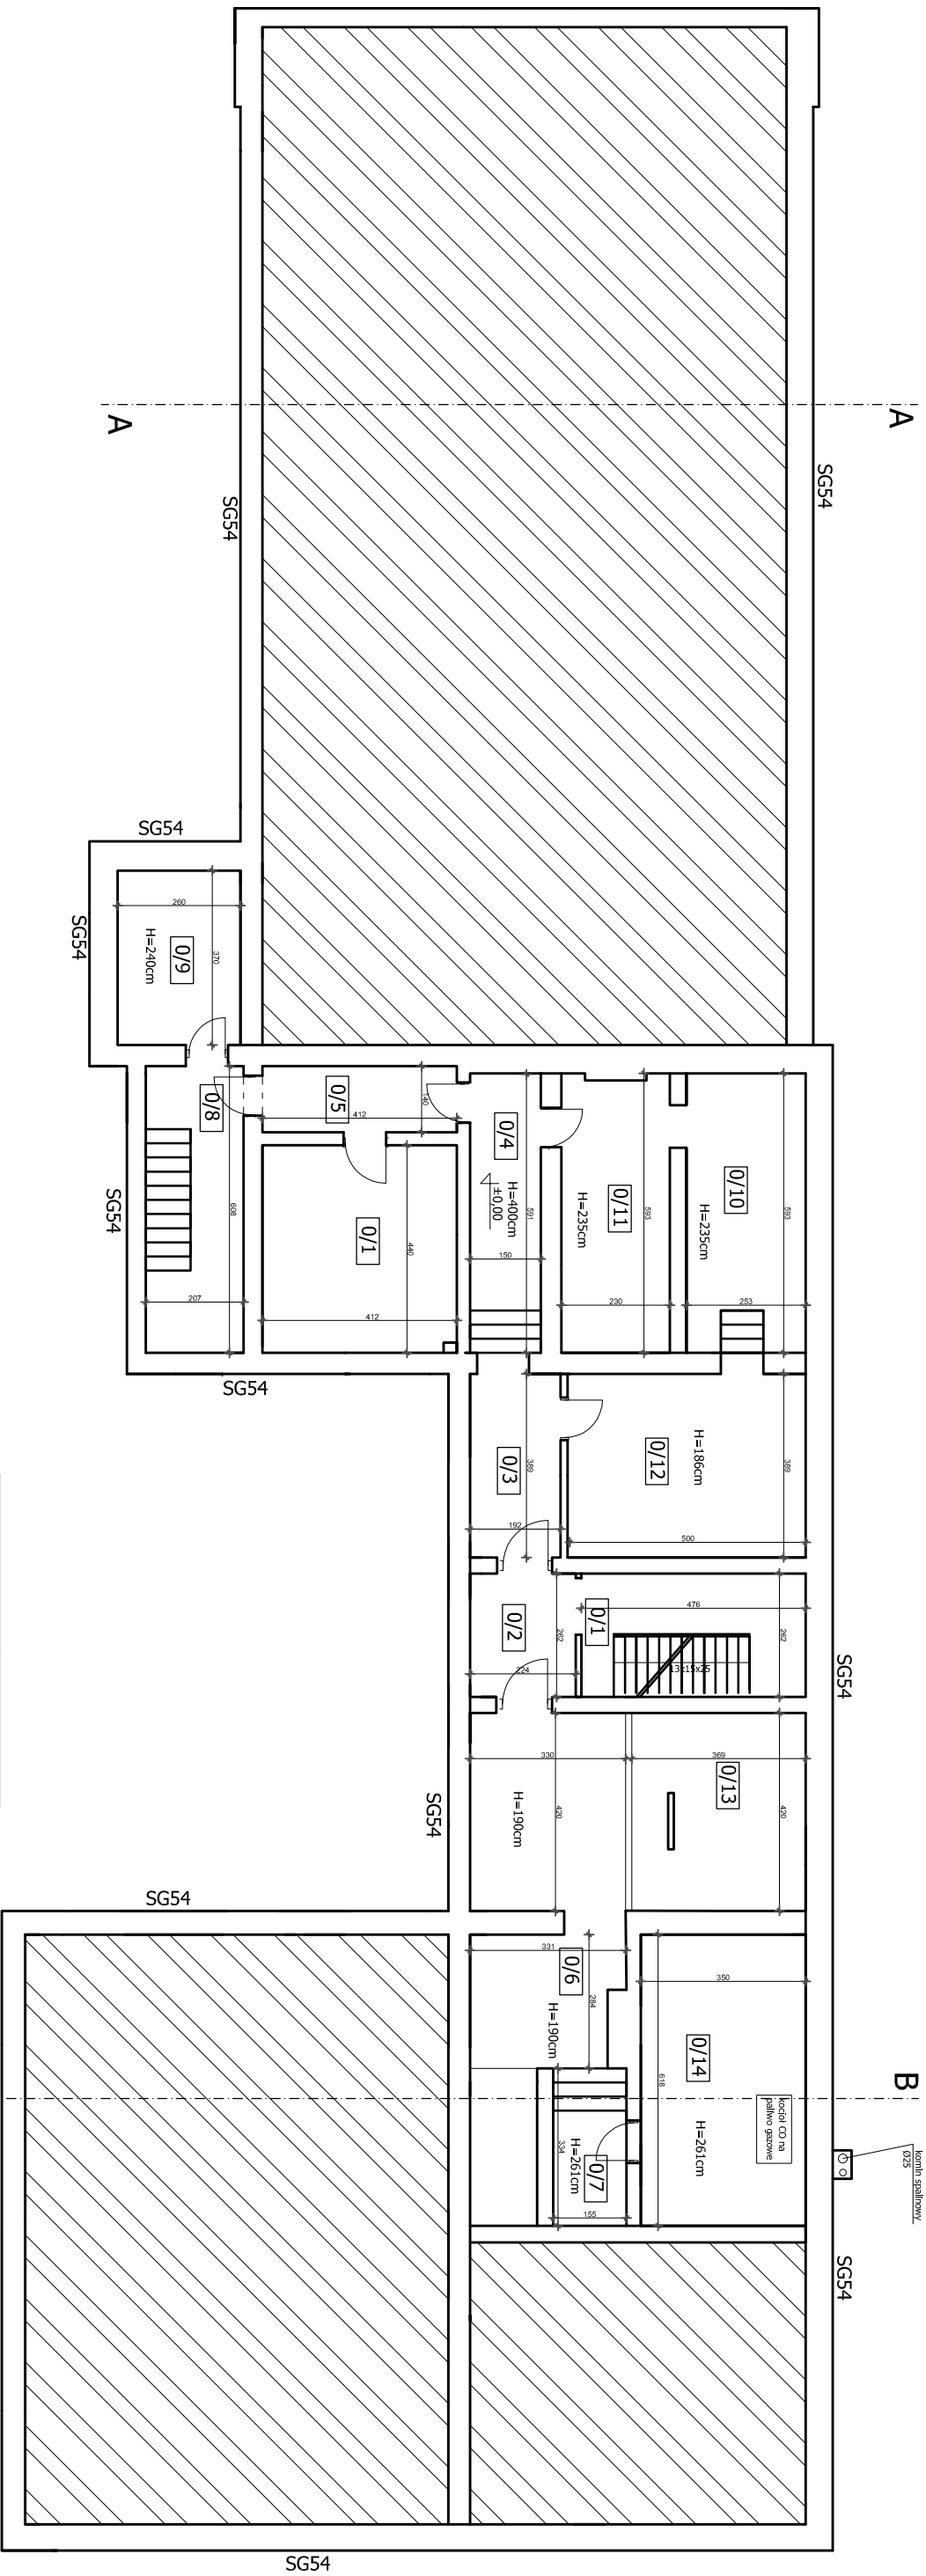 A
A
SG54
SG54
SG54
SG54
260
370
0/9
H=240cm
0/8
608
207
SG54
SG54
0/5
140
412
0/1
440
412
0/4
H=400cm
±0,00
591
150
0/11
H=235cm
593
230
0/10
H=235cm
593
253
0/3
389
192
0/12
H=186cm
389
500
0/2
262
224
0/1
476
262
13x15x25
SG54
330
420
H=190cm
0/13
369
420
SG54
SG54
0/6
331
284
H=190cm
0/14
350
618
H=261cm
kocioł CO na
paliwo gazowe
B
komin spalinowy
Ø25
0/7
H=261cm
334
155
SG54
SG54